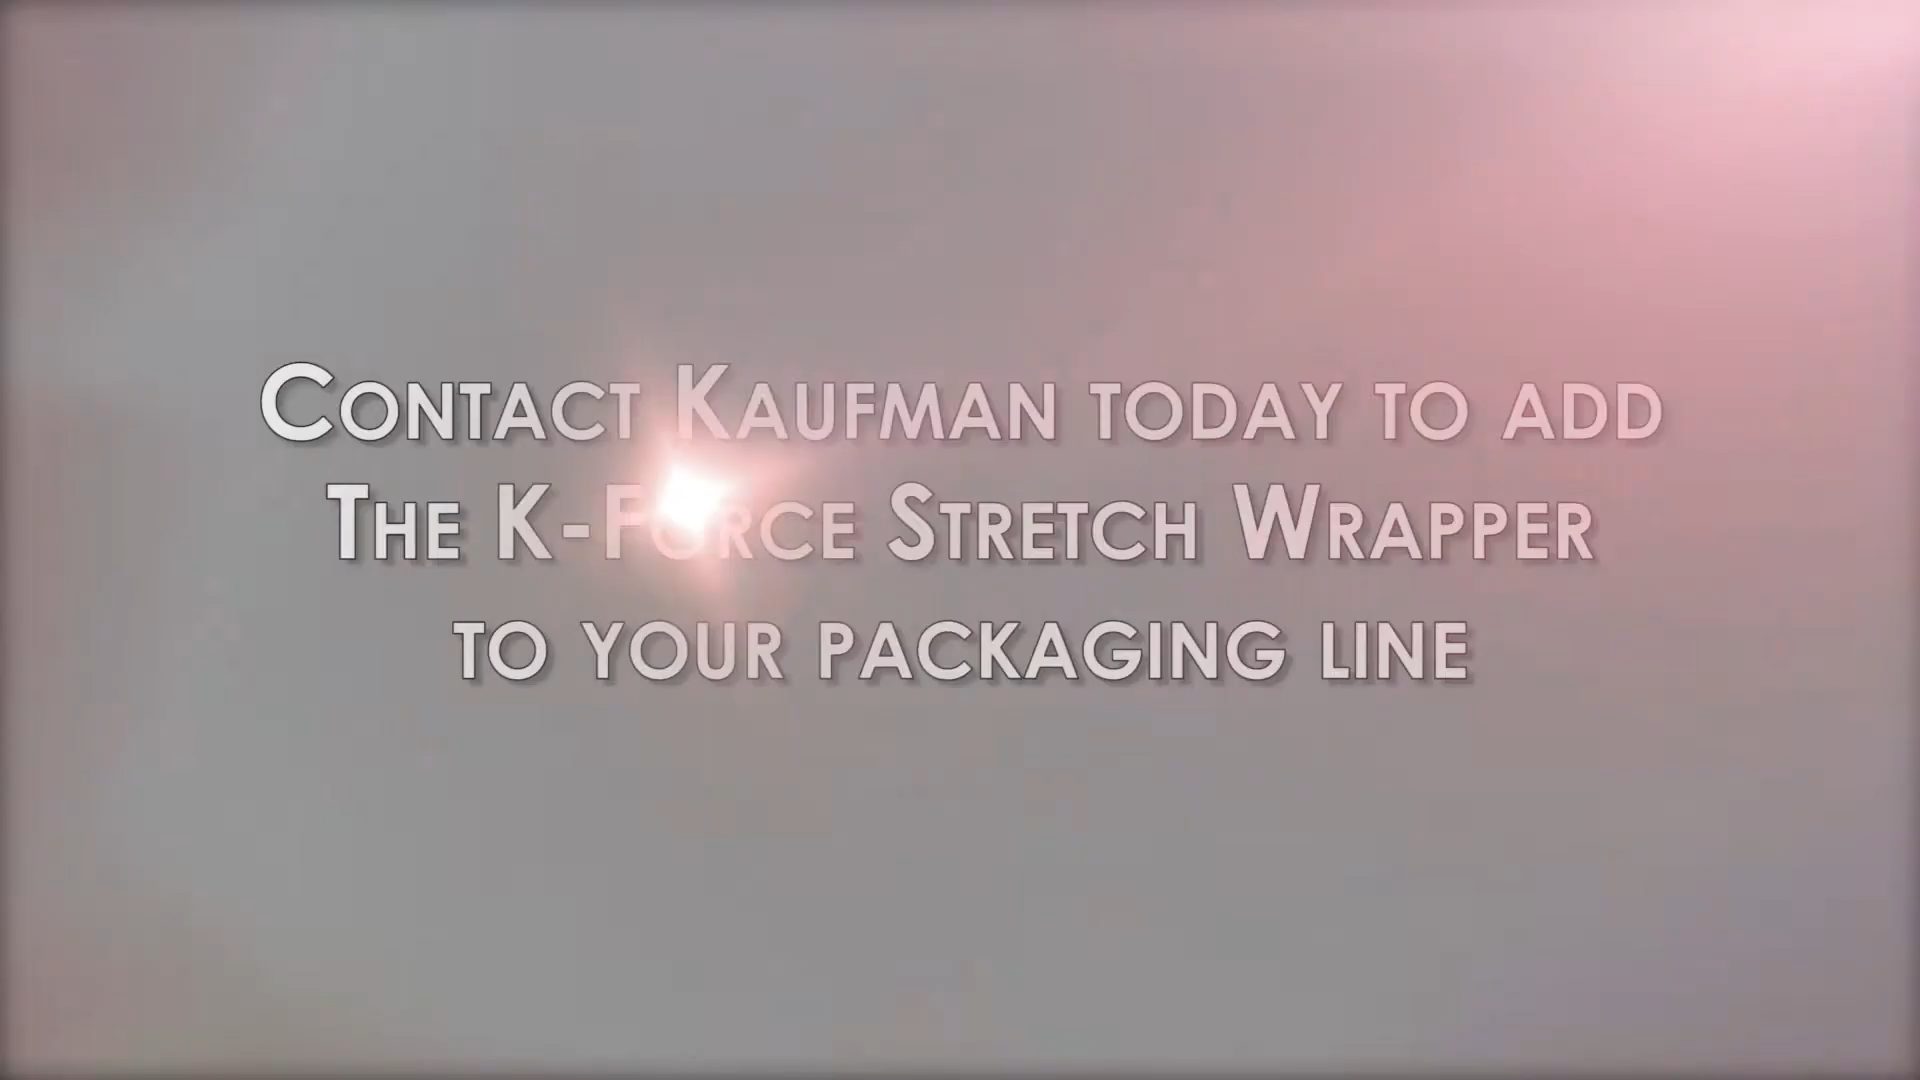 Contact Kaufman today to add
The K-Force Stretch Wrapper
to your packaging line